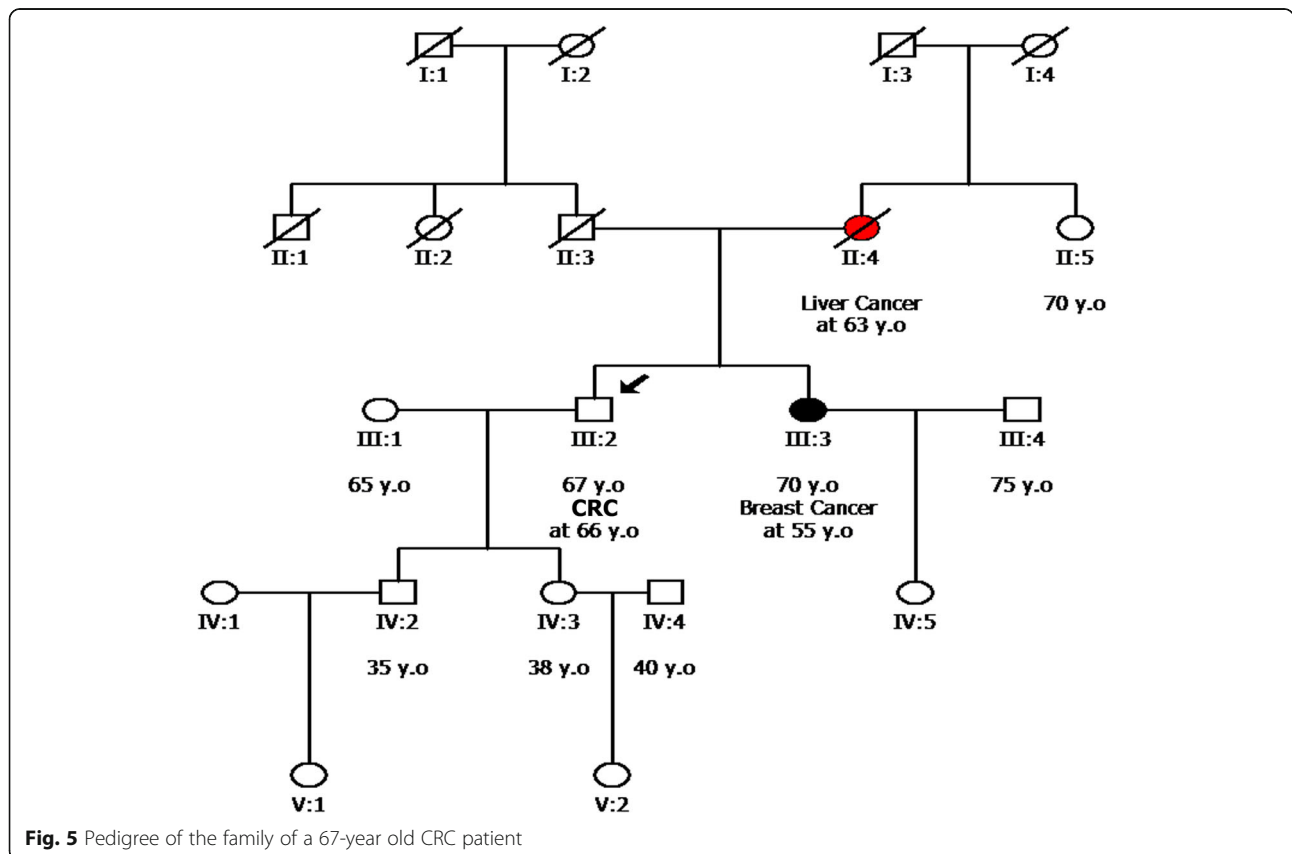 I:1 I:2 I:3 I:4
II:1 II:2 II:3 II:4 II:5
Liver Cancer 70 y.o
at 63 y.o
III:1 III:2 III:3 III:4
65 y.o 67 y.o 70 y.o 75 y.o
CRC Breast Cancer
at 66 y.o at 55 y.o
IV:1 IV:2 IV:3 IV:4 IV:5
35 y.o 38 y.o 40 y.o
V:1 V:2
Fig. 5 Pedigree of the family of a 67-year old CRC patient